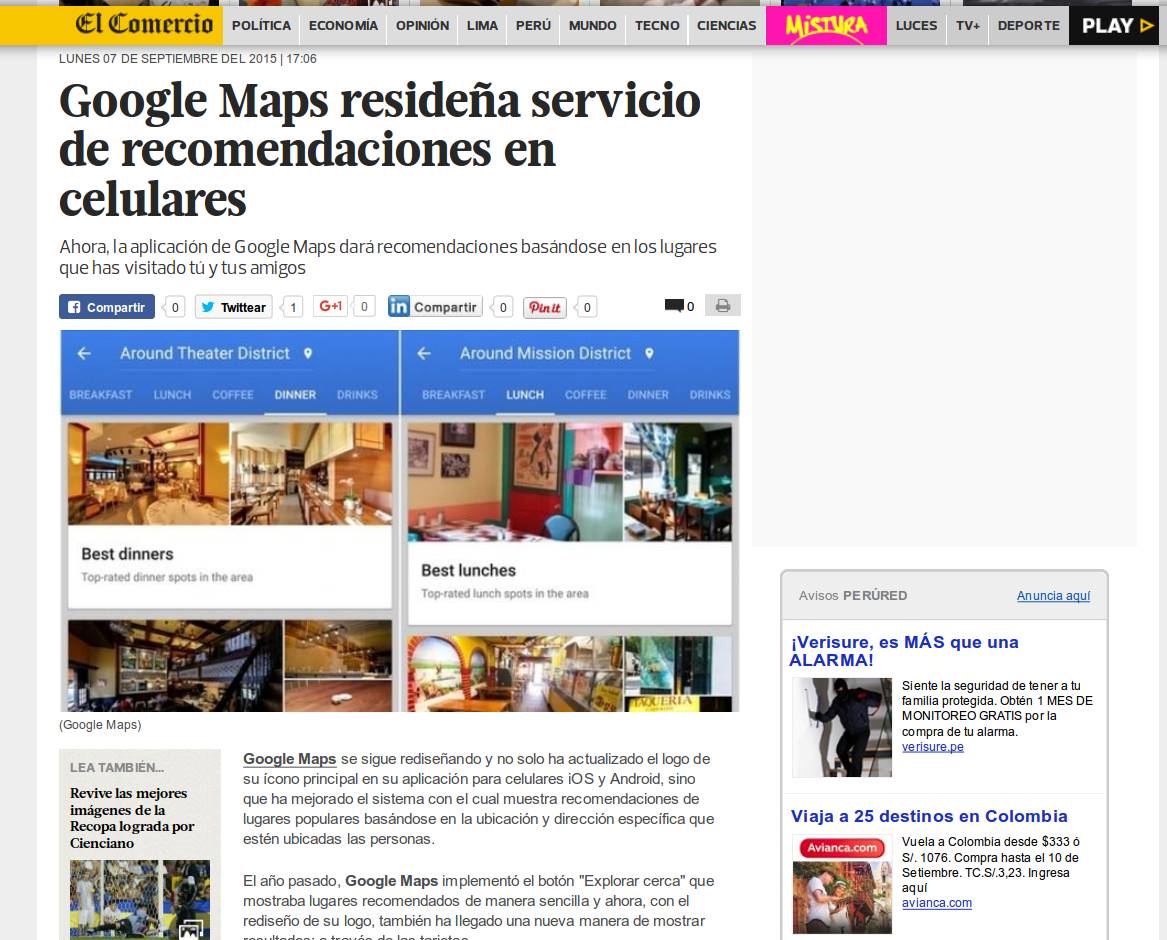 El Comercio
POLÍTICA ECONOMÍA OPINIÓN LIMA PERÚ MUNDO TECNO CIENCIAS MISTURA LUCES TV+ DEPORTE PLAY
LUNES 07 DE SEPTIEMBRE DEL 2015 | 17:06
Google Maps resideña servicio
de recomendaciones en
celulares
Ahora, la aplicación de Google Maps dará recomendaciones basándose en los lugares
que has visitado tú y tus amigos
Compartir 0 Twittear 1 G+1 0 in Compartir 0 Pin it 0 0
Around Theater District
BREAKFAST LUNCH COFFEE DINNER DRINKS
Best dinners
Top-rated dinner spots in the area
Around Mission District
BREAKFAST LUNCH COFFEE DINNER DRINKS
Best lunches
Top-rated lunch spots in the area
TAQUERIA
(Google Maps)
LEA TAMBIÉN...
Revive las mejores
imágenes de la
Recopa lograda por
Cienciano
Google Maps se sigue rediseñando y no solo ha actualizado el logo de
su ícono principal en su aplicación para celulares iOS y Android, sino
que ha mejorado el sistema con el cual muestra recomendaciones de
lugares populares basándose en la ubicación y dirección específica que
estén ubicadas las personas.
El año pasado, Google Maps implementó el botón "Explorar cerca" que
mostraba lugares recomendados de manera sencilla y ahora, con el
rediseño de su logo, también ha llegado una nueva manera de mostrar
resultados: a través de las tarjetas.
Avisos PERÚRED Anuncia aquí
¡Verisure, es MÁS que una
ALARMA!
Siente la seguridad de tener a tu
familia protegida. Obtén 1 MES DE
MONITOREO GRATIS por la
compra de tu alarma.
verisure.pe
Viaja a 25 destinos en Colombia
Avianca.com
Vuela a Colombia desde $333 ó
S/. 1076. Compra hasta el 10 de
Setiembre. TC.S/.3,23. Ingresa
aquí
avianca.com